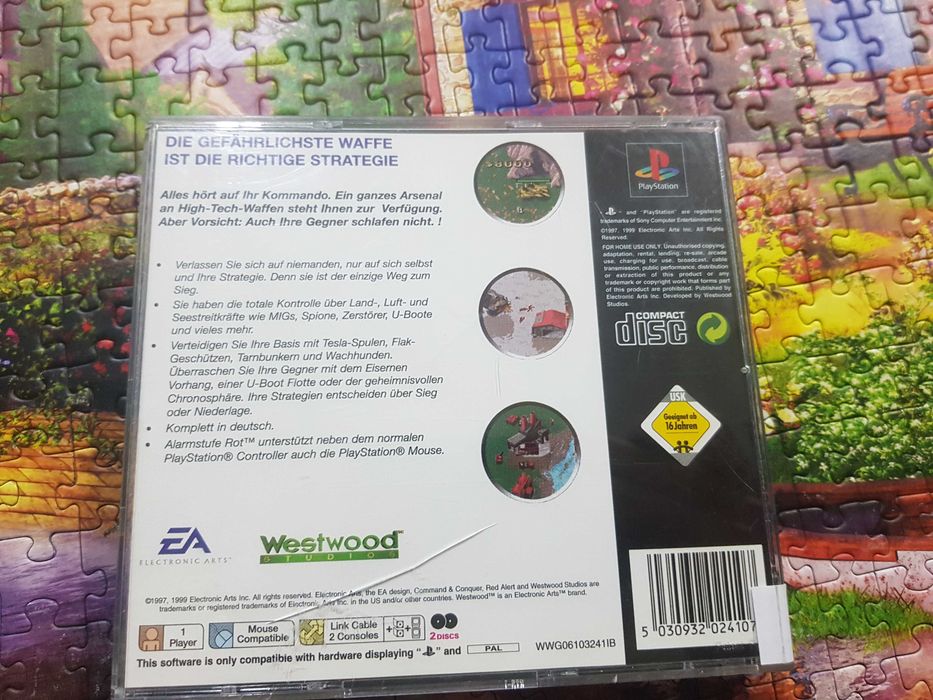 DIE GEFÄHRLICHSTE WAFFE
IST DIE RICHTIGE STRATEGIE
Alles hört auf Ihr Kommando. Ein ganzes Arsenal
an High-Tech-Waffen steht Ihnen zur Verfügung.
Aber Vorsicht: Auch Ihre Gegner schlafen nicht. !
• Verlassen Sie sich auf niemanden, nur auf sich selbst
und Ihre Strategie. Denn sie ist der einzige Weg zum
Sieg.
• Sie haben die totale Kontrolle über Land-, Luft- und
Seestreitkräfte wie MIGs, Spione, Zerstörer, U-Boote
und vieles mehr.
• Verteidigen Sie Ihre Basis mit Tesla-Spulen, Flak-
Geschützen, Tarnbunkern und Wachhunden.
Überraschen Sie Ihre Gegner mit dem Eisernen
Vorhang, einer U-Boot Flotte oder der geheimnisvollen
Chronosphäre. Ihre Strategien entscheiden über Sieg
oder Niederlage.
• Komplett in deutsch.
• Alarmstufe Rot™ unterstützt neben dem normalen
PlayStation® Controller auch die PlayStation® Mouse.
PlayStation
and "PlayStation" are registered
trademarks of Sony Computer Entertainment Inc.
©1997, 1999 Electronic Arts Inc. All Rights
Reserved.
FOR HOME USE ONLY. Unauthorised copying,
adaptation, rental, lending, re-sale, arcade
use, charging for use, broadcast, cable
transmission, public performance, distribution
or extraction of this product or any
trademark or copyright work that forms part
of this product are prohibited. Published by
Electronic Arts Inc. Developed by Westwood
Studios.
COMPACT
disc
USK
Geeignet ab
16 Jahren
EA
ELECTRONIC ARTS™
Westwood™
STUDIOS
©1997, 1999 Electronic Arts Inc. All rights reserved. Electronic Arts, the EA design, Command & Conquer, Red Alert and Westwood Studios are
trademarks or registered trademarks of Electronic Arts Inc. in the US and/or other countries. Westwood™ is an Electronic Arts™ brand.
1
Player
Mouse
Compatible
Link Cable
2 Consoles
2 DISCS
This software is only compatible with hardware displaying " " and PAL
WWG06103241IB
5 030932 024107